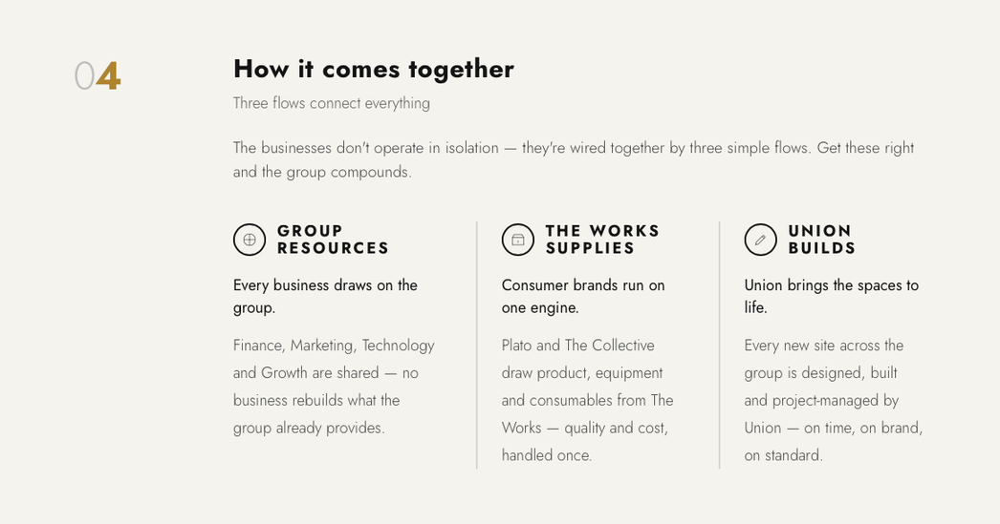 04
How it comes together
Three flows connect everything
The businesses don't operate in isolation — they're wired together by three simple flows. Get these right
and the group compounds.
GROUP
RESOURCES
Every business draws on the
group.
Finance, Marketing, Technology
and Growth are shared — no
business rebuilds what the
group already provides.
THE WORKS
SUPPLIES
Consumer brands run on
one engine.
Plato and The Collective
draw product, equipment
and consumables from The
Works — quality and cost,
handled once.
UNION
BUILDS
Union brings the spaces to
life.
Every new site across the
group is designed, built
and project-managed by
Union — on time, on brand,
on standard.